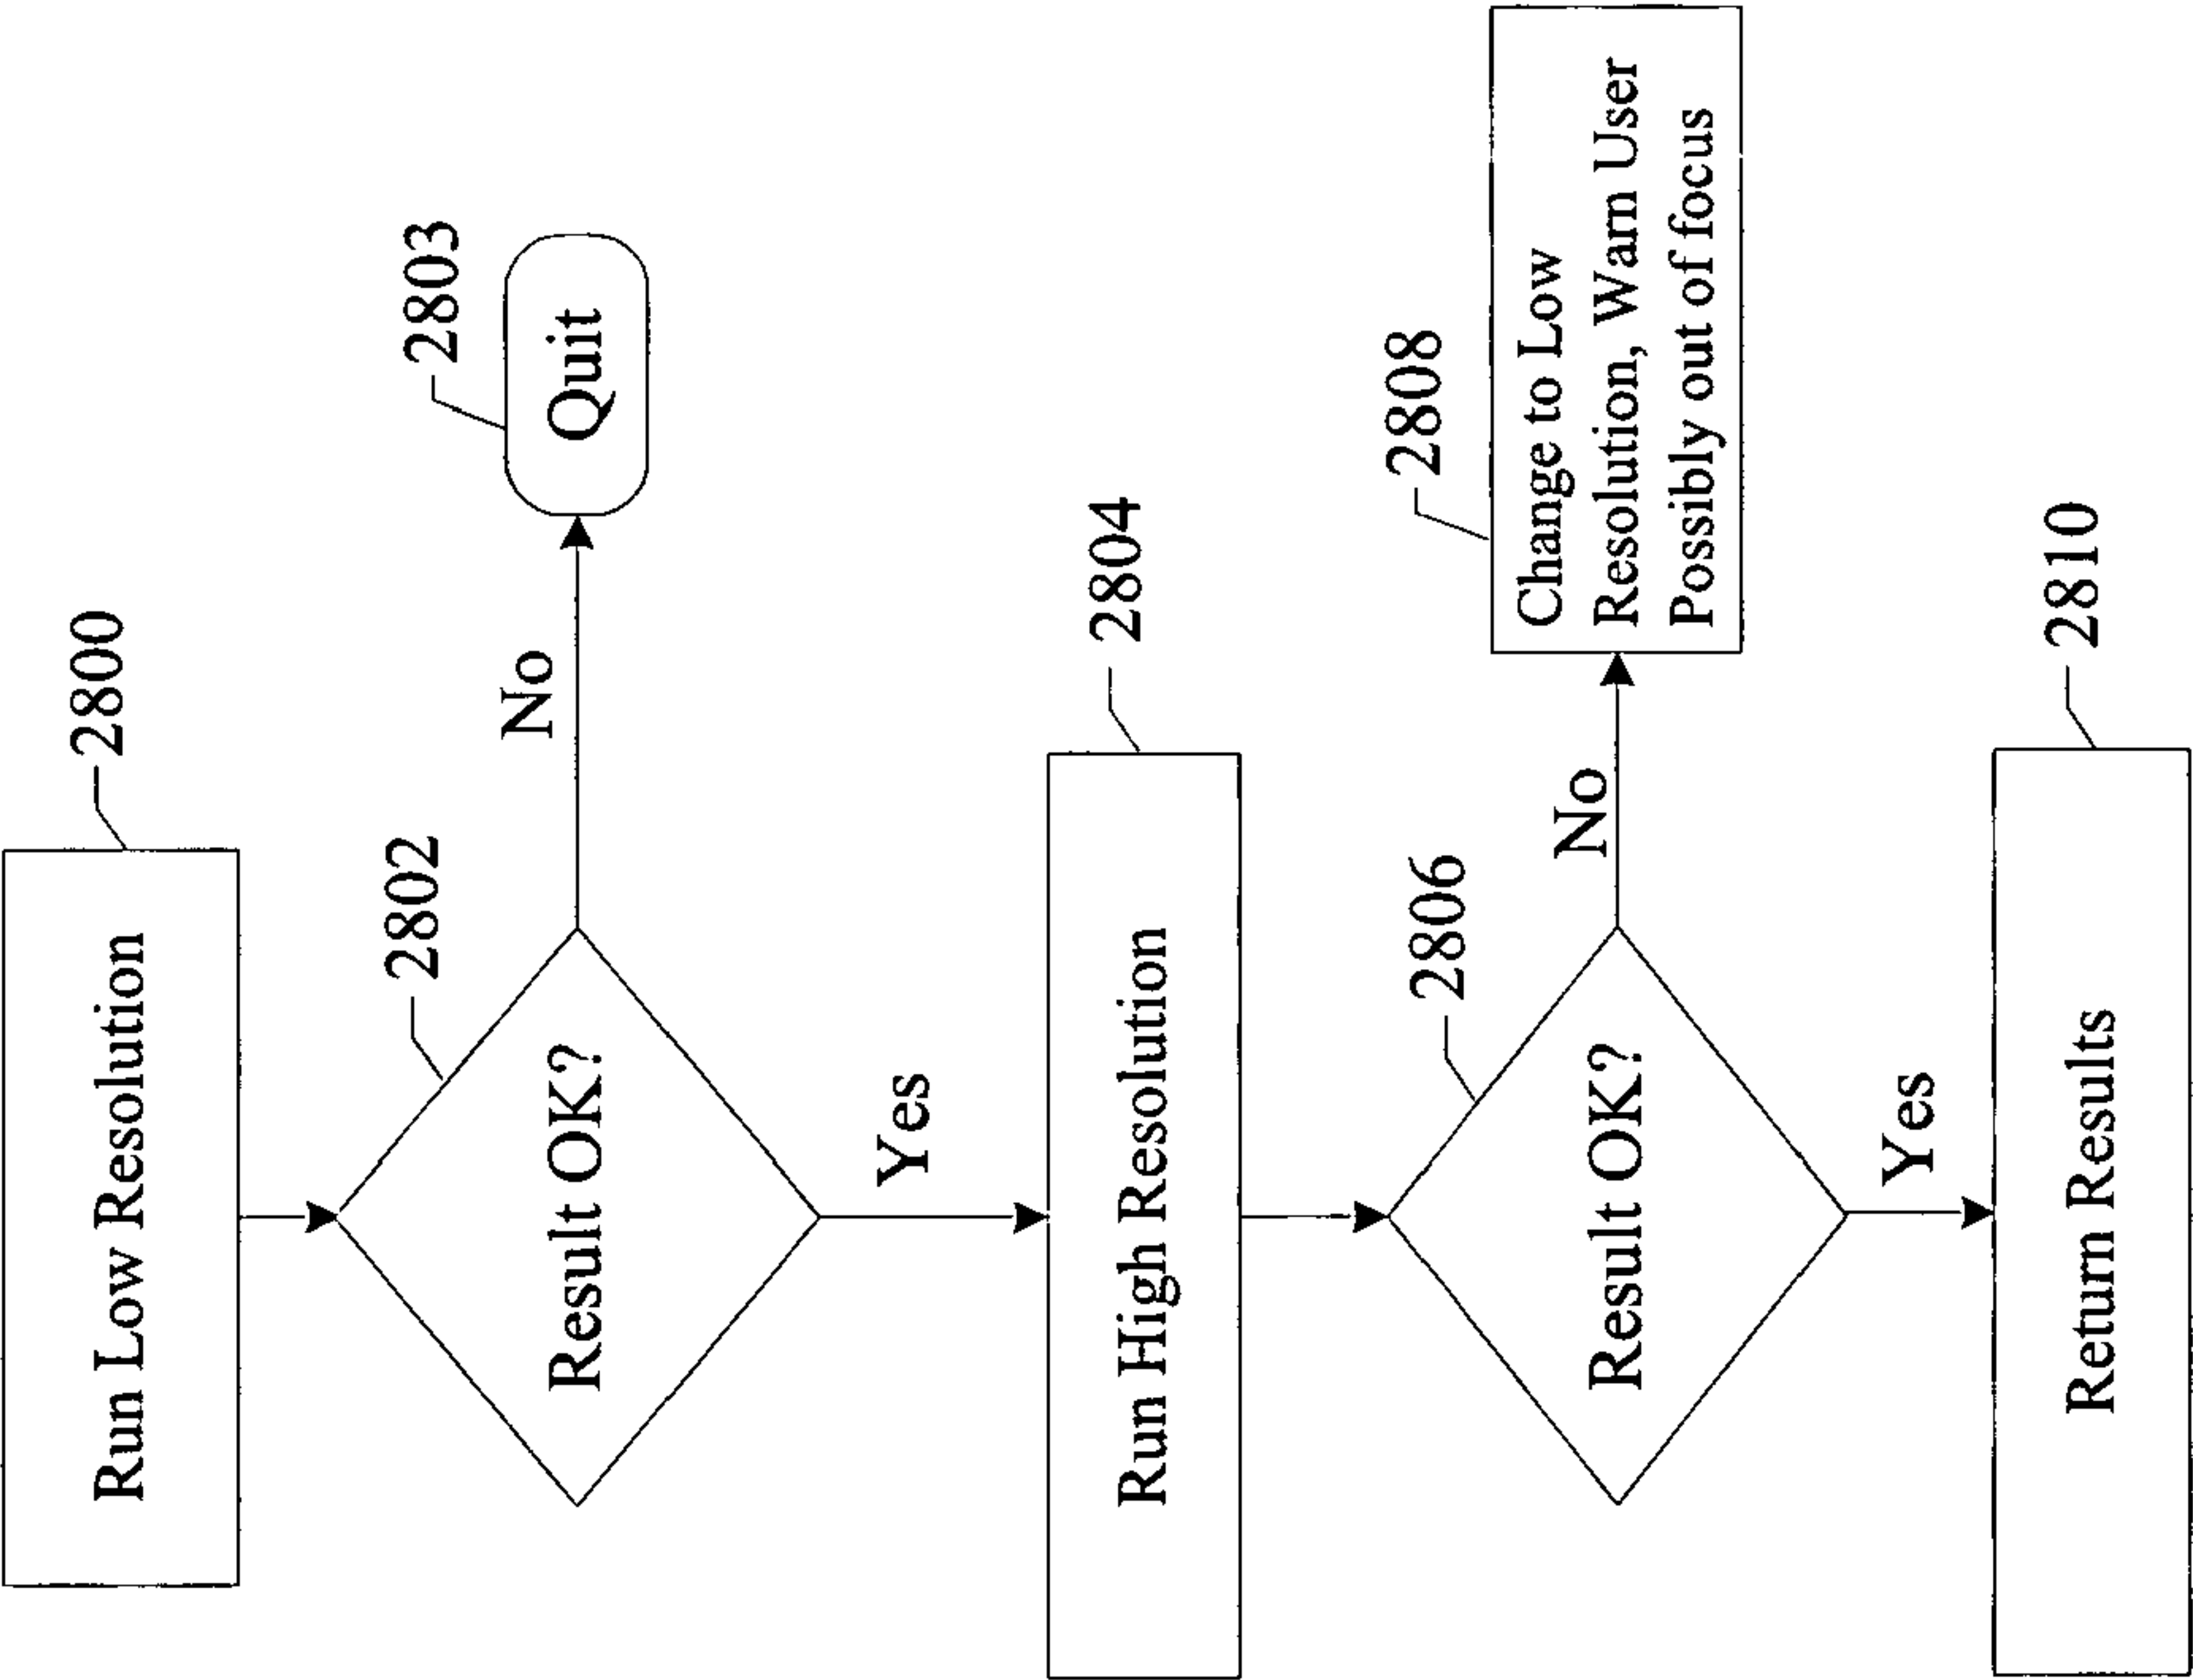 Run Low Resolution
2800
Result OK?
2802
No
Quit
2803
Yes
Run High Resolution
2804
Result OK?
2806
No
Change to Low
Resolution, Warn User
Possibly out of focus
2808
Yes
Return Results
2810